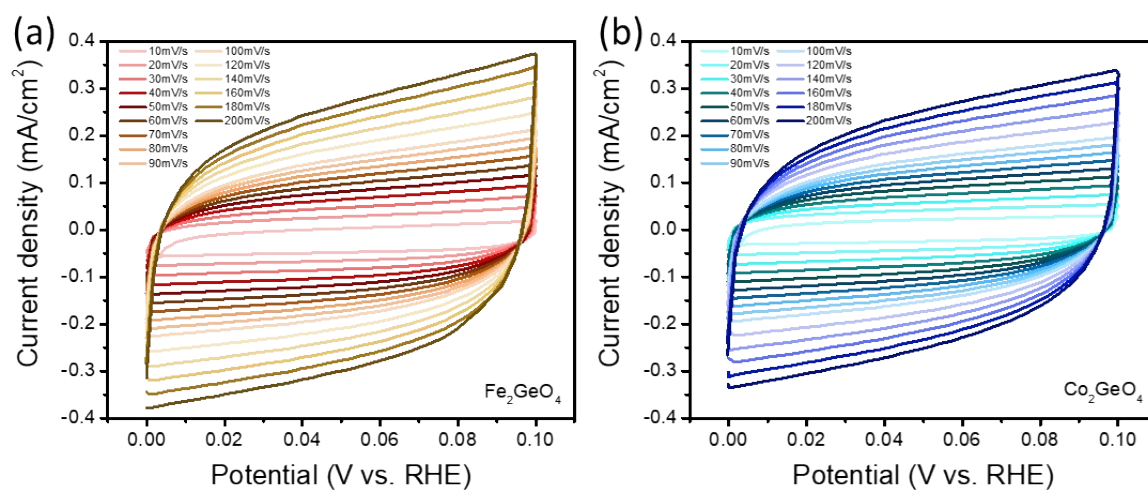 (a)
Current density (mA/cm²)
0.4
0.3
0.2
0.1
0.0
-0.1
-0.2
-0.3
-0.4
10mV/s 100mV/s
20mV/s 120mV/s
30mV/s 140mV/s
40mV/s 160mV/s
50mV/s 180mV/s
60mV/s 200mV/s
70mV/s
80mV/s
90mV/s
Fe₂GeO₄
0.00 0.02 0.04 0.06 0.08 0.10
Potential (V vs. RHE)
(b)
Current density (mA/cm²)
0.4
0.3
0.2
0.1
0.0
-0.1
-0.2
-0.3
-0.4
10mV/s 100mV/s
20mV/s 120mV/s
30mV/s 140mV/s
40mV/s 160mV/s
50mV/s 180mV/s
60mV/s 200mV/s
70mV/s
80mV/s
90mV/s
Co₂GeO₄
0.00 0.02 0.04 0.06 0.08 0.10
Potential (V vs. RHE)